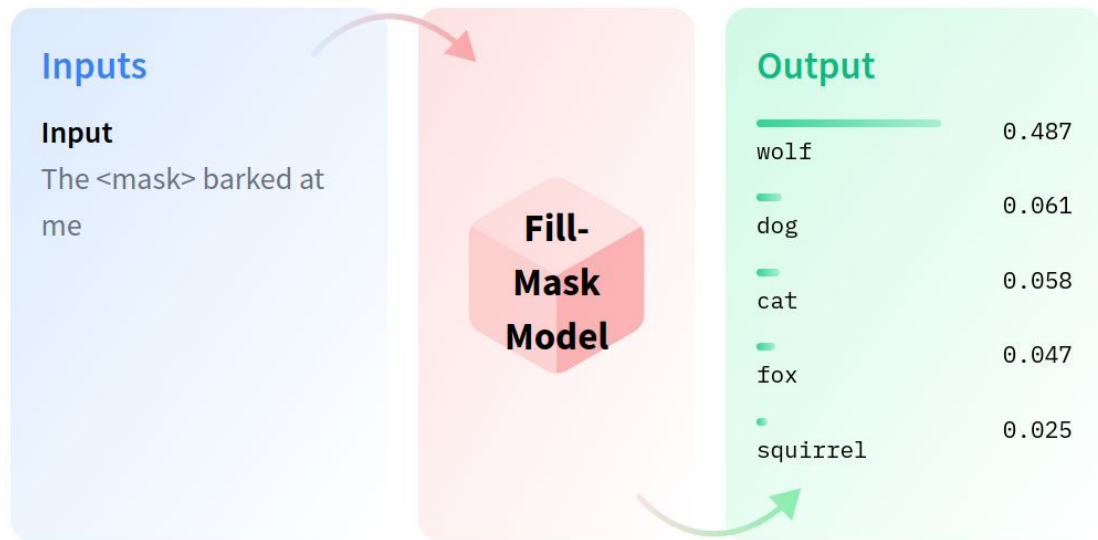 Inputs
Input
The <mask> barked at
me
Fill-
Mask
Model
Output
0.487
wolf
0.061
dog
0.058
cat
0.047
fox
0.025
squirrel